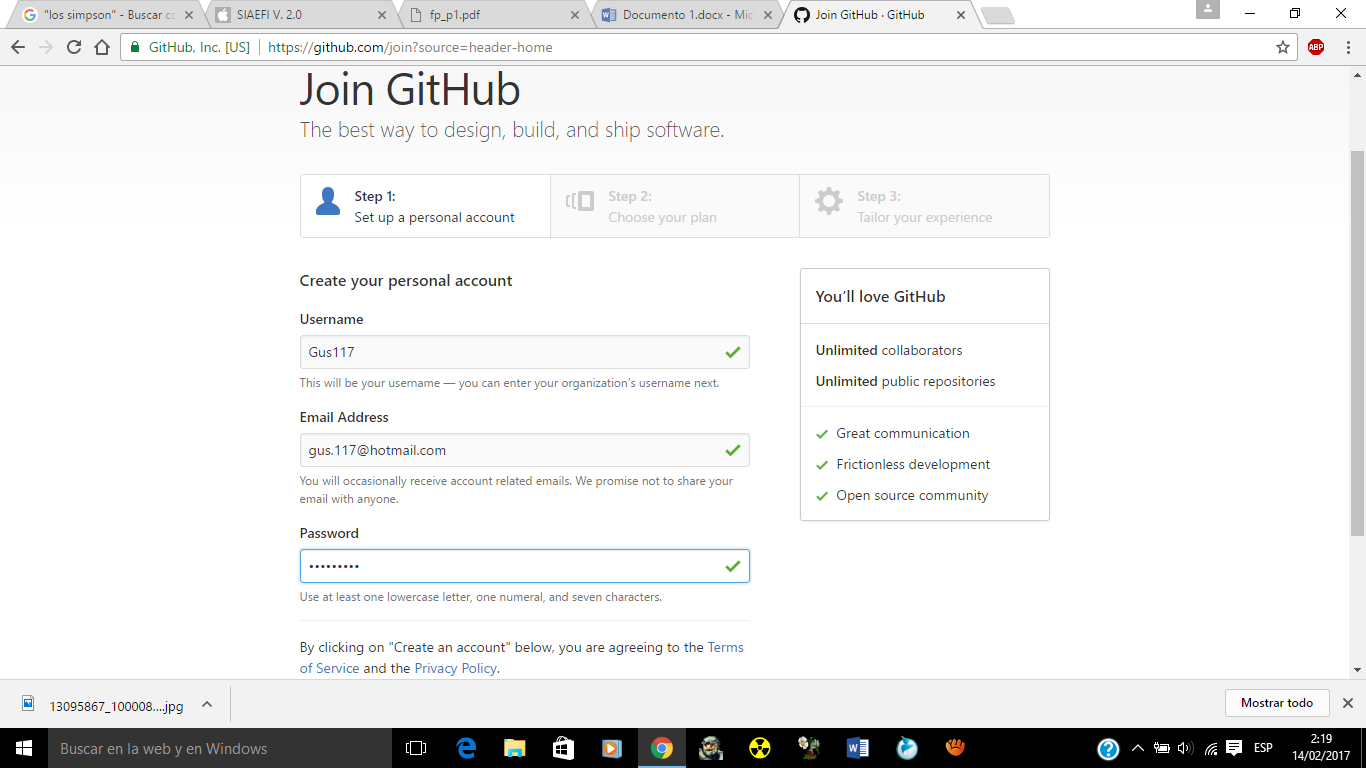 "los simpson" - Buscar co
SIAEFI V. 2.0
fp_p1.pdf
Documento 1.docx - Mic
Join GitHub · GitHub
GitHub, Inc. [US]
https://github.com/join?source=header-home
ABP
Join GitHub
The best way to design, build, and ship software.
Step 1:
Set up a personal account
Step 2:
Choose your plan
Step 3:
Tailor your experience
Create your personal account
Username
Gus117
This will be your username — you can enter your organization's username next.
Email Address
gus.117@hotmail.com
You will occasionally receive account related emails. We promise not to share your
email with anyone.
Password
•••••••••
Use at least one lowercase letter, one numeral, and seven characters.
By clicking on "Create an account" below, you are agreeing to the Terms
of Service and the Privacy Policy.
You'll love GitHub
Unlimited collaborators
Unlimited public repositories
Great communication
Frictionless development
Open source community
13095867_100008....jpg
Mostrar todo
Buscar en la web y en Windows
ESP
2:19
14/02/2017